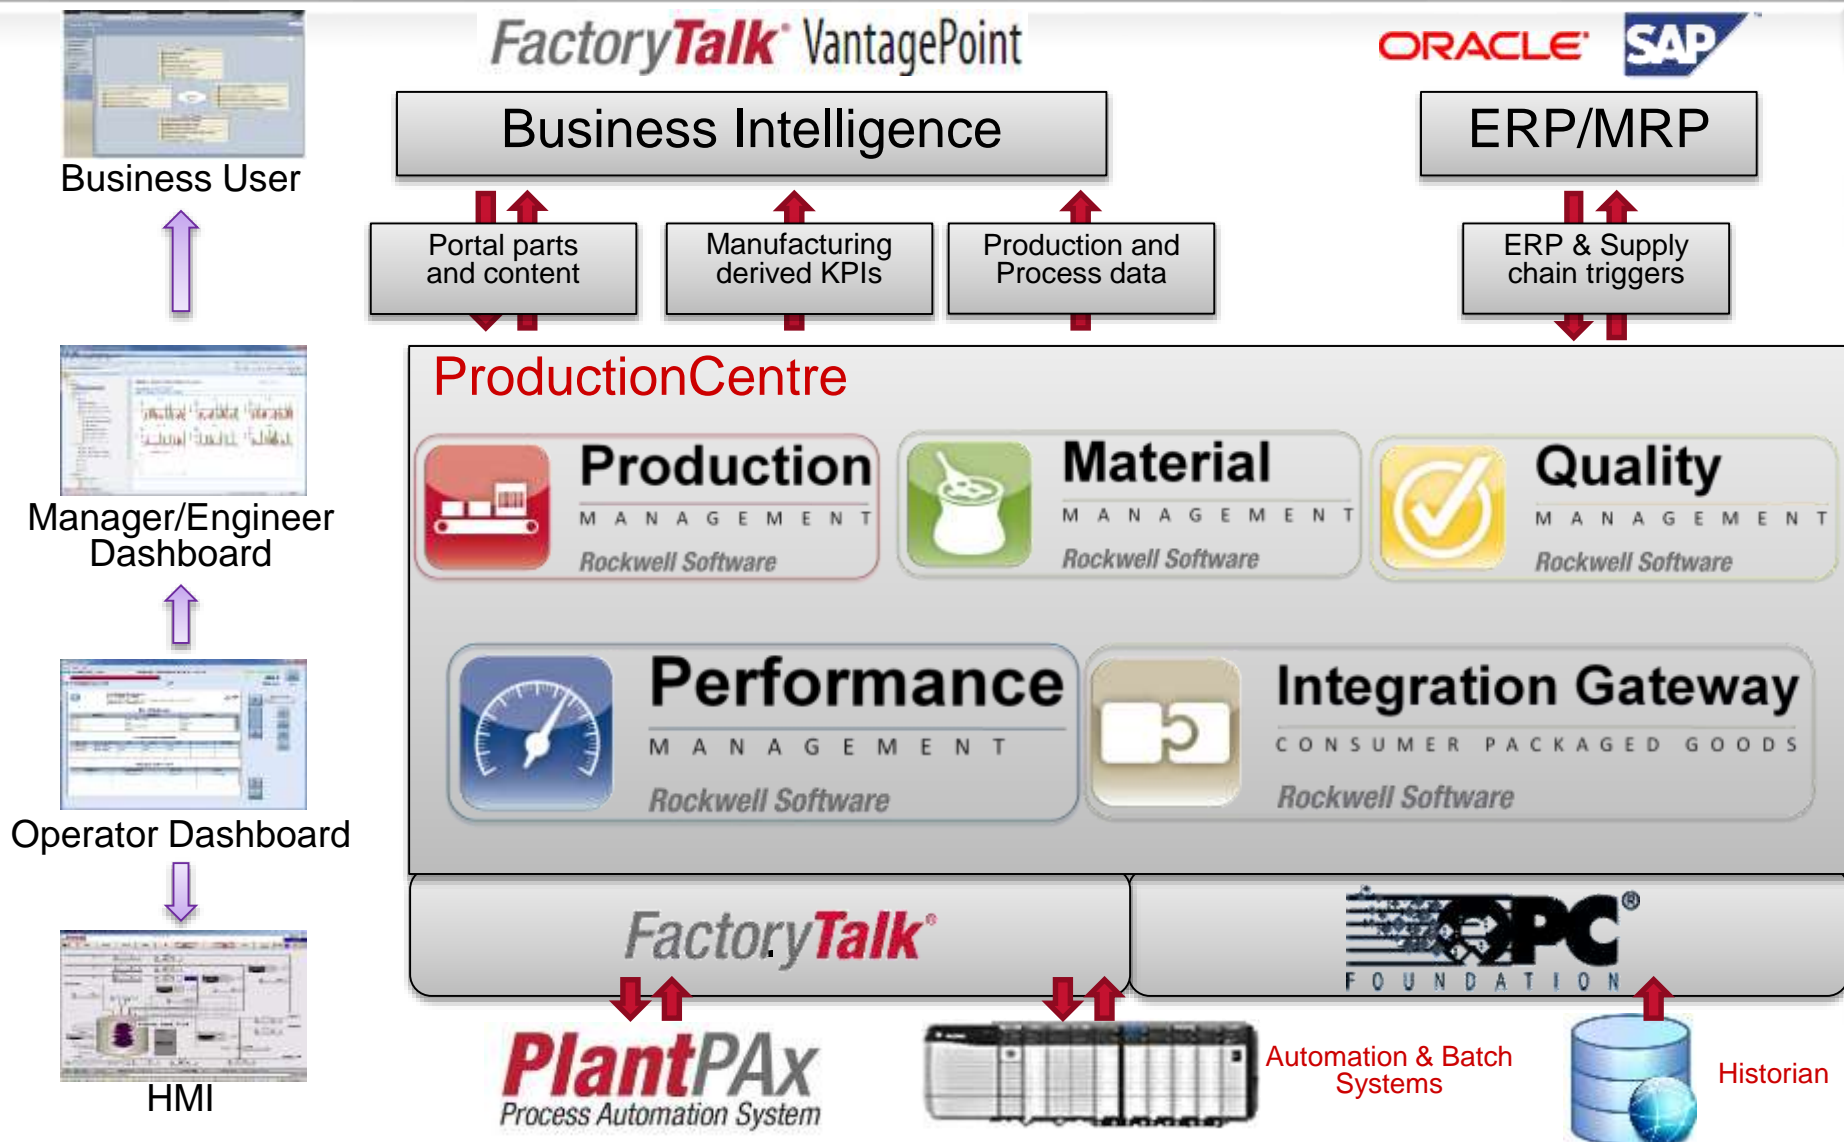 FactoryTalk® VantagePoint
ORACLE®
SAP
Business Intelligence
ERP/MRP
Business User
Portal parts
and content
Manufacturing
derived KPIs
Production and
Process data
ERP & Supply
chain triggers
ProductionCentre
Production
MANAGEMENT
Rockwell Software
Material
MANAGEMENT
Rockwell Software
Quality
MANAGEMENT
Rockwell Software
Manager/Engineer
Dashboard
Performance
MANAGEMENT
Rockwell Software
Integration Gateway
CONSUMER PACKAGED GOODS
Rockwell Software
Operator Dashboard
FactoryTalk®
OPC®
FOUNDATION
HMI
PlantPAx
Process Automation System
Automation & Batch
Systems
Historian